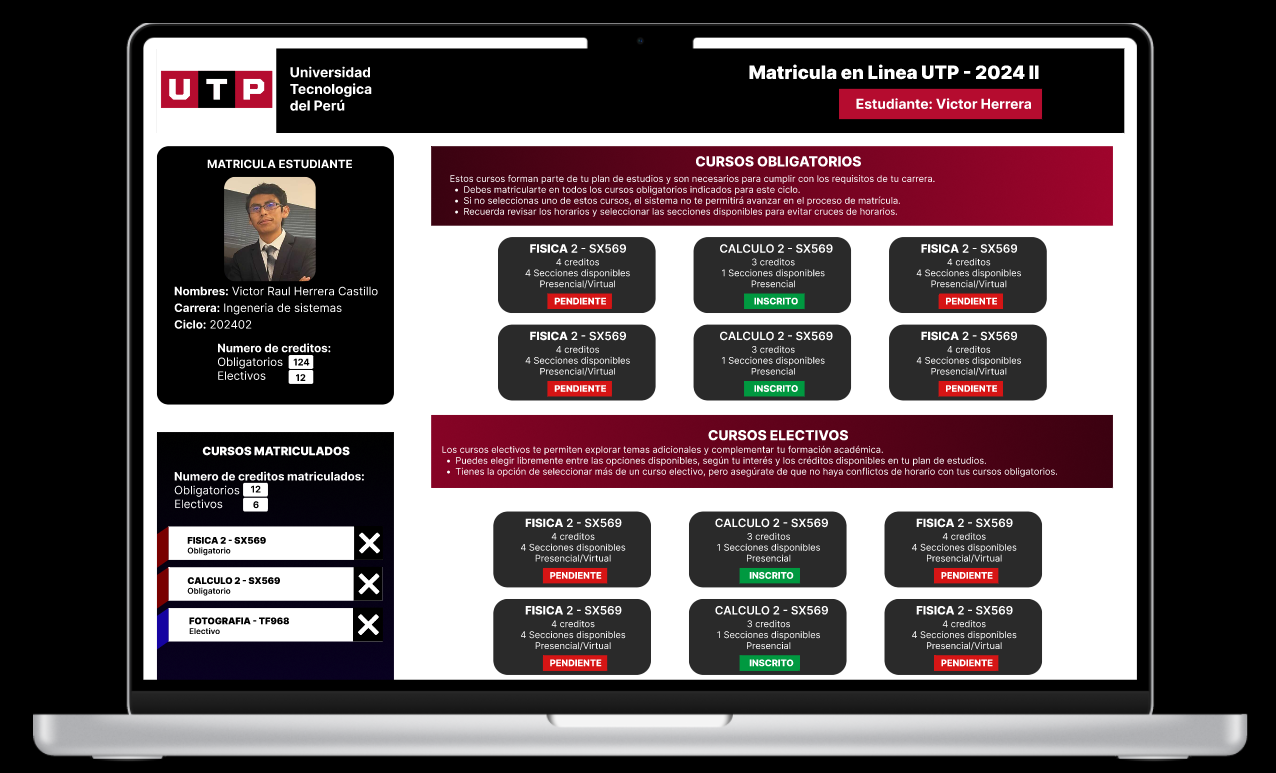 UTP
Universidad
Tecnologica
del Perú
Matricula en Linea UTP - 2024 II
Estudiante: Victor Herrera
MATRICULA ESTUDIANTE
Nombres: Victor Raul Herrera Castillo
Carrera: Ingeneria de sistemas
Ciclo: 202402
Numero de creditos:
Obligatorios 124
Electivos 12
CURSOS MATRICULADOS
Numero de creditos matriculados:
Obligatorios 12
Electivos 6
FISICA 2 - SX569
Obligatorio
CALCULO 2 - SX569
Obligatorio
FOTOGRAFIA - TF968
Electivo
CURSOS OBLIGATORIOS
Estos cursos forman parte de tu plan de estudios y son necesarios para cumplir con los requisitos de tu carrera.
• Debes matricularte en todos los cursos obligatorios indicados para este ciclo.
• Si no seleccionas uno de estos cursos, el sistema no te permitirá avanzar en el proceso de matrícula.
• Recuerda revisar los horarios y seleccionar las secciones disponibles para evitar cruces de horarios.
FISICA 2 - SX569
4 creditos
4 Secciones disponibles
Presencial/Virtual
PENDIENTE
CALCULO 2 - SX569
3 creditos
1 Secciones disponibles
Presencial
INSCRITO
FISICA 2 - SX569
4 creditos
4 Secciones disponibles
Presencial/Virtual
PENDIENTE
FISICA 2 - SX569
4 creditos
4 Secciones disponibles
Presencial/Virtual
PENDIENTE
CALCULO 2 - SX569
3 creditos
1 Secciones disponibles
Presencial
INSCRITO
FISICA 2 - SX569
4 creditos
4 Secciones disponibles
Presencial/Virtual
PENDIENTE
CURSOS ELECTIVOS
Los cursos electivos te permiten explorar temas adicionales y complementar tu formación académica.
• Puedes elegir libremente entre las opciones disponibles, según tu interés y los créditos disponibles en tu plan de estudios.
• Tienes la opción de seleccionar más de un curso electivo, pero asegúrate de que no haya conflictos de horario con tus cursos obligatorios.
FISICA 2 - SX569
4 creditos
4 Secciones disponibles
Presencial/Virtual
PENDIENTE
CALCULO 2 - SX569
3 creditos
1 Secciones disponibles
Presencial
INSCRITO
FISICA 2 - SX569
4 creditos
4 Secciones disponibles
Presencial/Virtual
PENDIENTE
FISICA 2 - SX569
4 creditos
4 Secciones disponibles
Presencial/Virtual
PENDIENTE
CALCULO 2 - SX569
3 creditos
1 Secciones disponibles
Presencial
INSCRITO
FISICA 2 - SX569
4 creditos
4 Secciones disponibles
Presencial/Virtual
PENDIENTE